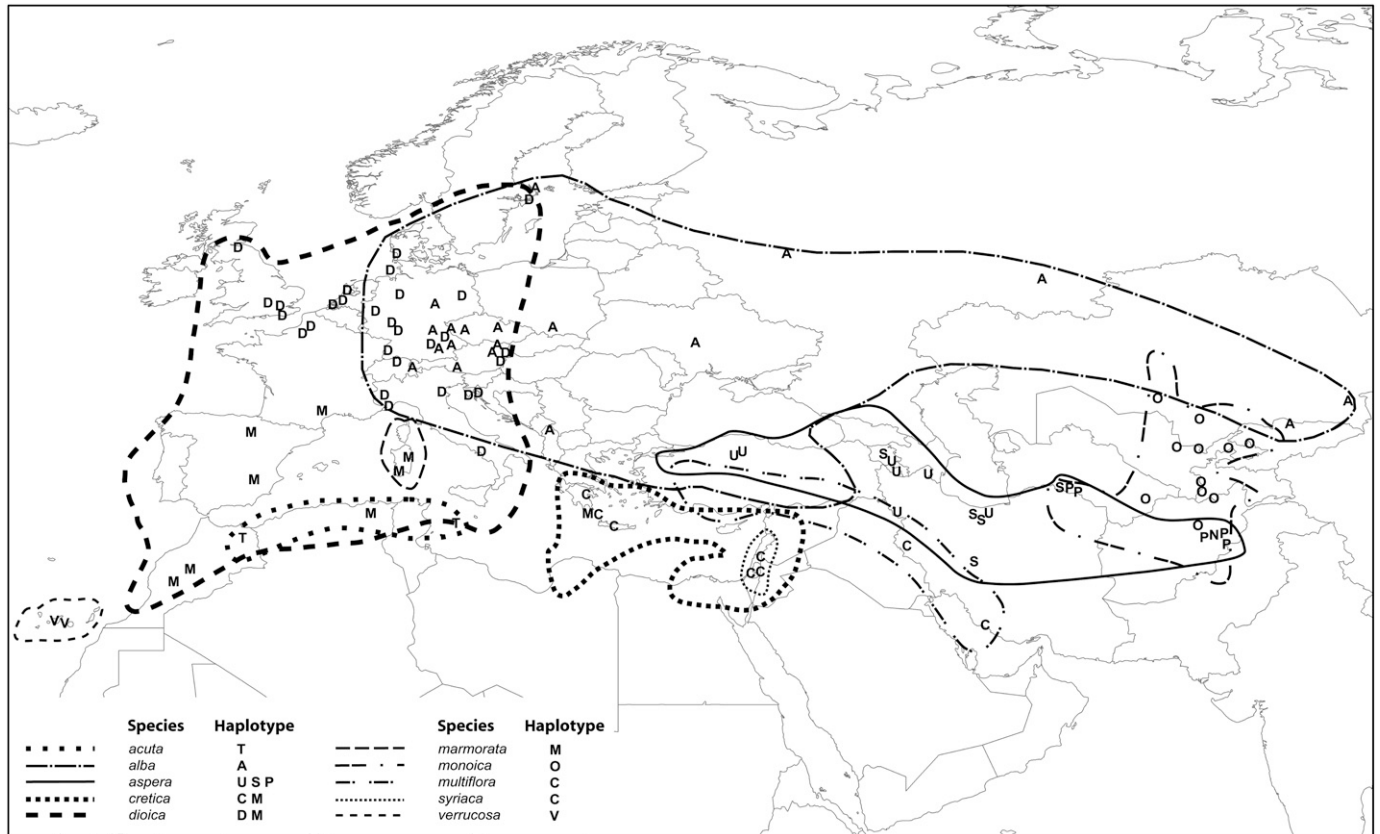 A
D
D
D A
D A
D
D D
D D D D A
D D
D D D A A A A A
D D D A A
D D A A A A
D A D
D A A
D D D D A
D O
M O
M A A
D U U S U O O O O
M M U U O
S P P O O O
M S S U
V V
T T M C M C C U
C O
C P N P P
M M C C C S
C
Species Haplotype Species Haplotype
acuta T marmorata M
alba A monoica O
aspera U S P multiflora C
cretica C M syriaca C
dioica D M verrucosa V